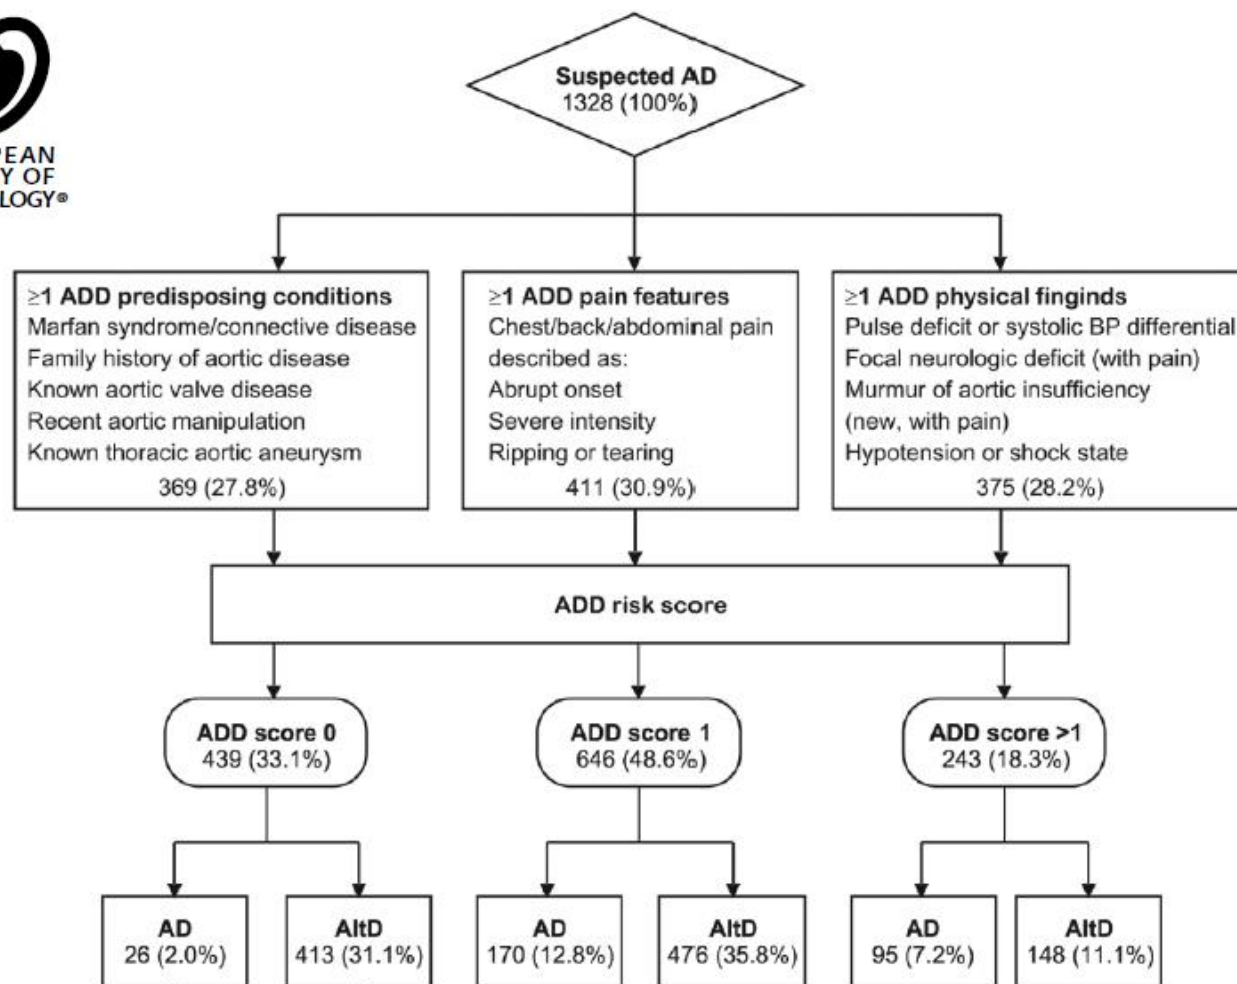 PEAN
Y OF
LOGY®
Suspected AD
1328 (100%)
≥1 ADD predisposing conditions
Marfan syndrome/connective disease
Family history of aortic disease
Known aortic valve disease
Recent aortic manipulation
Known thoracic aortic aneurysm
369 (27.8%)
≥1 ADD pain features
Chest/back/abdominal pain
described as:
Abrupt onset
Severe intensity
Ripping or tearing
411 (30.9%)
≥1 ADD physical finginds
Pulse deficit or systolic BP differential
Focal neurologic deficit (with pain)
Murmur of aortic insufficiency
(new, with pain)
Hypotension or shock state
375 (28.2%)
ADD risk score
ADD score 0
439 (33.1%)
ADD score 1
646 (48.6%)
ADD score >1
243 (18.3%)
AD
26 (2.0%)
AltD
413 (31.1%)
AD
170 (12.8%)
AltD
476 (35.8%)
AD
95 (7.2%)
AltD
148 (11.1%)